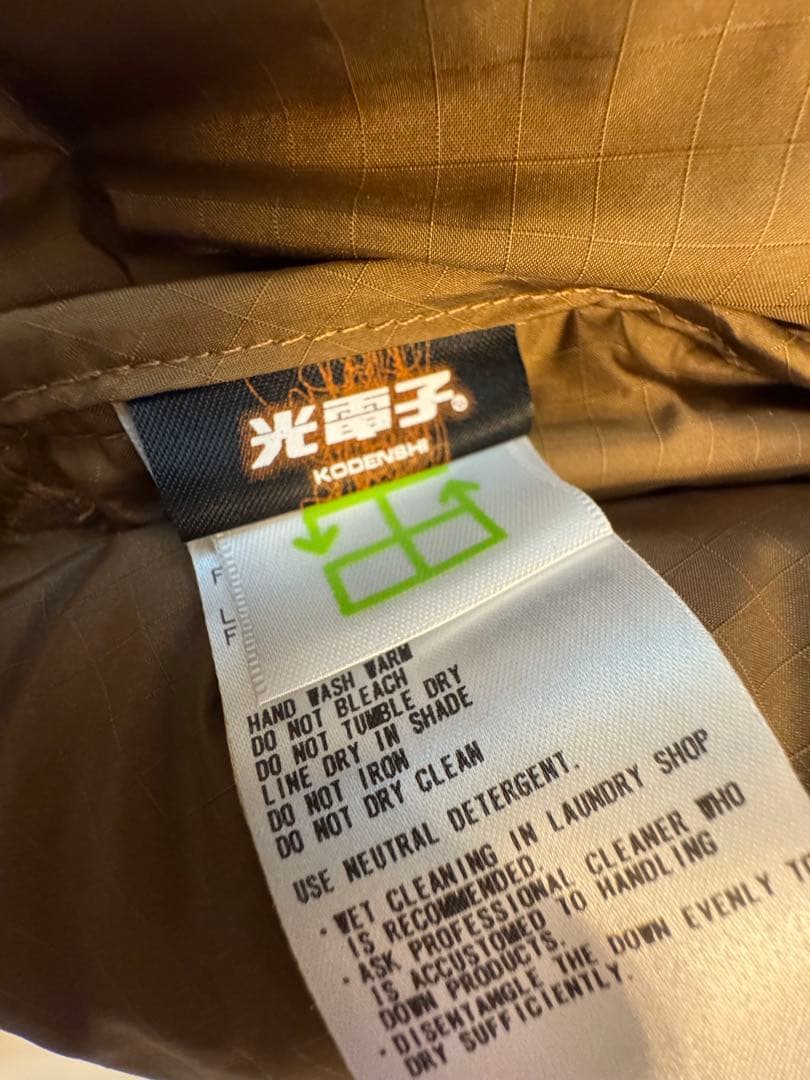 光電子®
KODENSHI
F
LF
HAND WASH WARM
DO NOT BLEACH
DO NOT TUMBLE DRY
LINE DRY IN SHADE
DO NOT IRON
DO NOT DRY CLEAN
USE NEUTRAL DETERGENT.
・WET CLEANING IN LAUNDRY SHOP
IS RECOMMENDED.
・ASK PROFESSIONAL CLEANER WHO
IS ACCUSTOMED TO HANDLING
DOWN PRODUCTS.
・DISENTANGLE THE DOWN EVENLY
DRY SUFFICIENTLY.